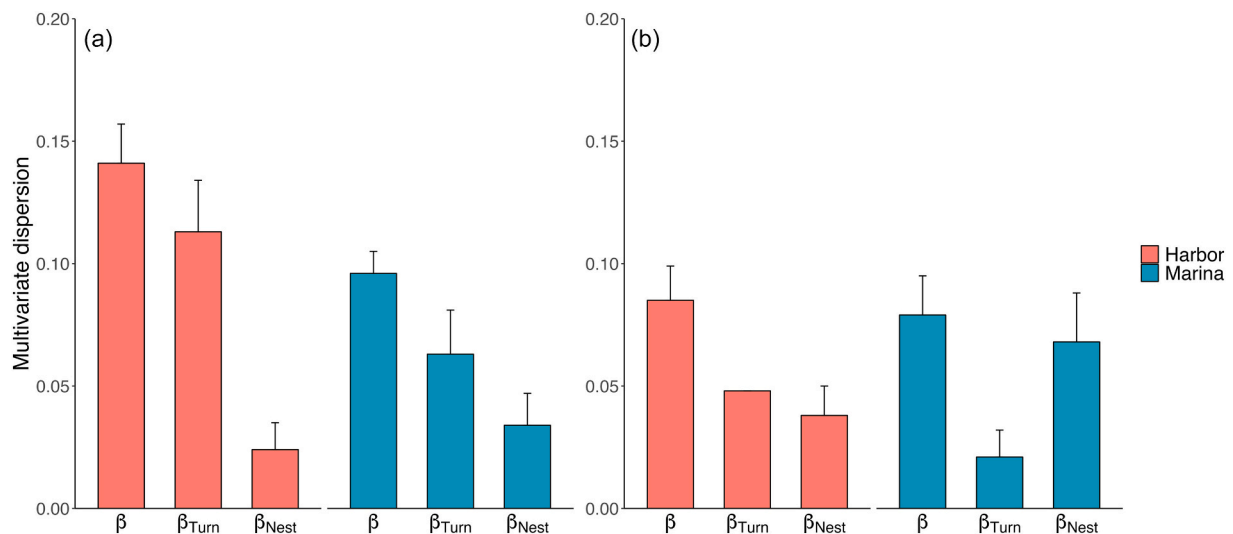 (a)
(b)
Multivariate dispersion
0.20
0.15
0.10
0.05
0.00
β βTurn βNest β βTurn βNest
0.20
0.15
0.10
0.05
0.00
β βTurn βNest β βTurn βNest
Harbor
Marina